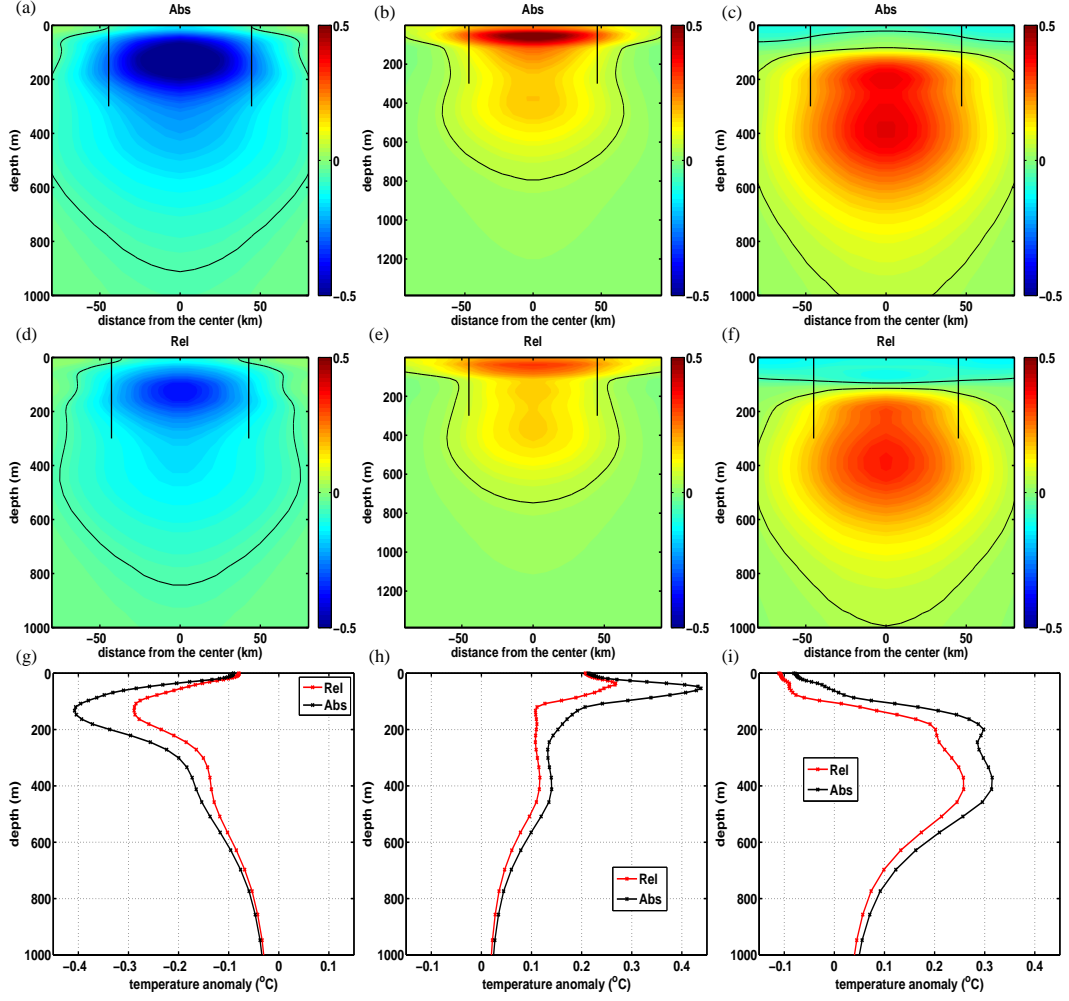 (a) Abs
0
200
400
600
800
1000
depth (m)
−50 0 50
distance from the center (km)
0.5
0
−0.5
(b) Abs
200
400
600
800
1000
1200
depth (m)
−50 0 50
distance from the center (km)
0.5
0
−0.5
(c) Abs
0
200
400
600
800
1000
depth (m)
−50 0 50
distance from the center (km)
0.5
0
−0.5
(d) Rel
0
200
400
600
800
1000
depth (m)
−50 0 50
distance from the center (km)
0.5
0
−0.5
(e) Rel
200
400
600
800
1000
1200
depth (m)
−50 0 50
distance from the center (km)
0.5
0
−0.5
(f) Rel
0
200
400
600
800
1000
depth (m)
−50 0 50
distance from the center (km)
0.5
0
−0.5
(g)
0
200
400
600
800
1000
depth (m)
Rel
Abs
−0.4 −0.3 −0.2 −0.1 0 0.1
temperature anomaly (°C)
(h)
0
200
400
600
800
1000
depth (m)
Rel
Abs
−0.1 0 0.1 0.2 0.3 0.4
temperature anomaly (°C)
(i)
0
200
400
600
800
1000
depth (m)
Rel
Abs
−0.1 0 0.1 0.2 0.3 0.4
temperature anomaly (°C)